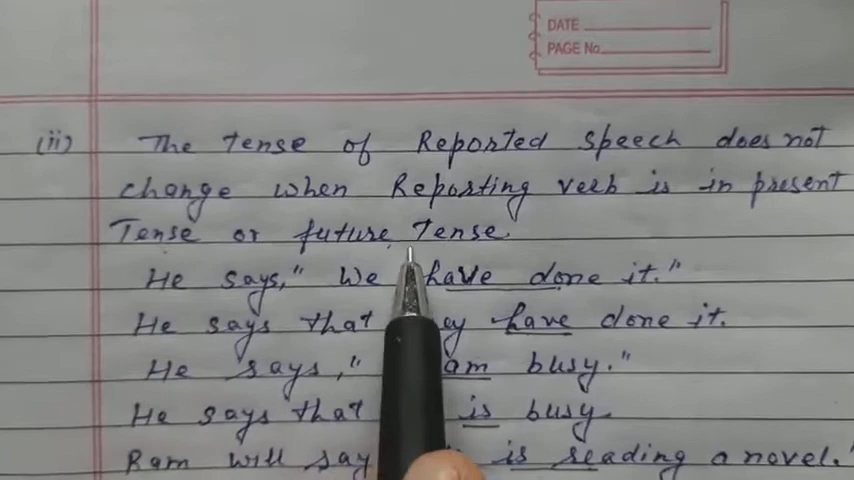 DATE
PAGE No.
(ii) The tense of Reported speech does not
change when Reporting verb is in present
Tense or future Tense.
He says," We have done it."
He says that ey have done it.
He says," am busy."
He says that is busy.
Ram will say is reading a novel."